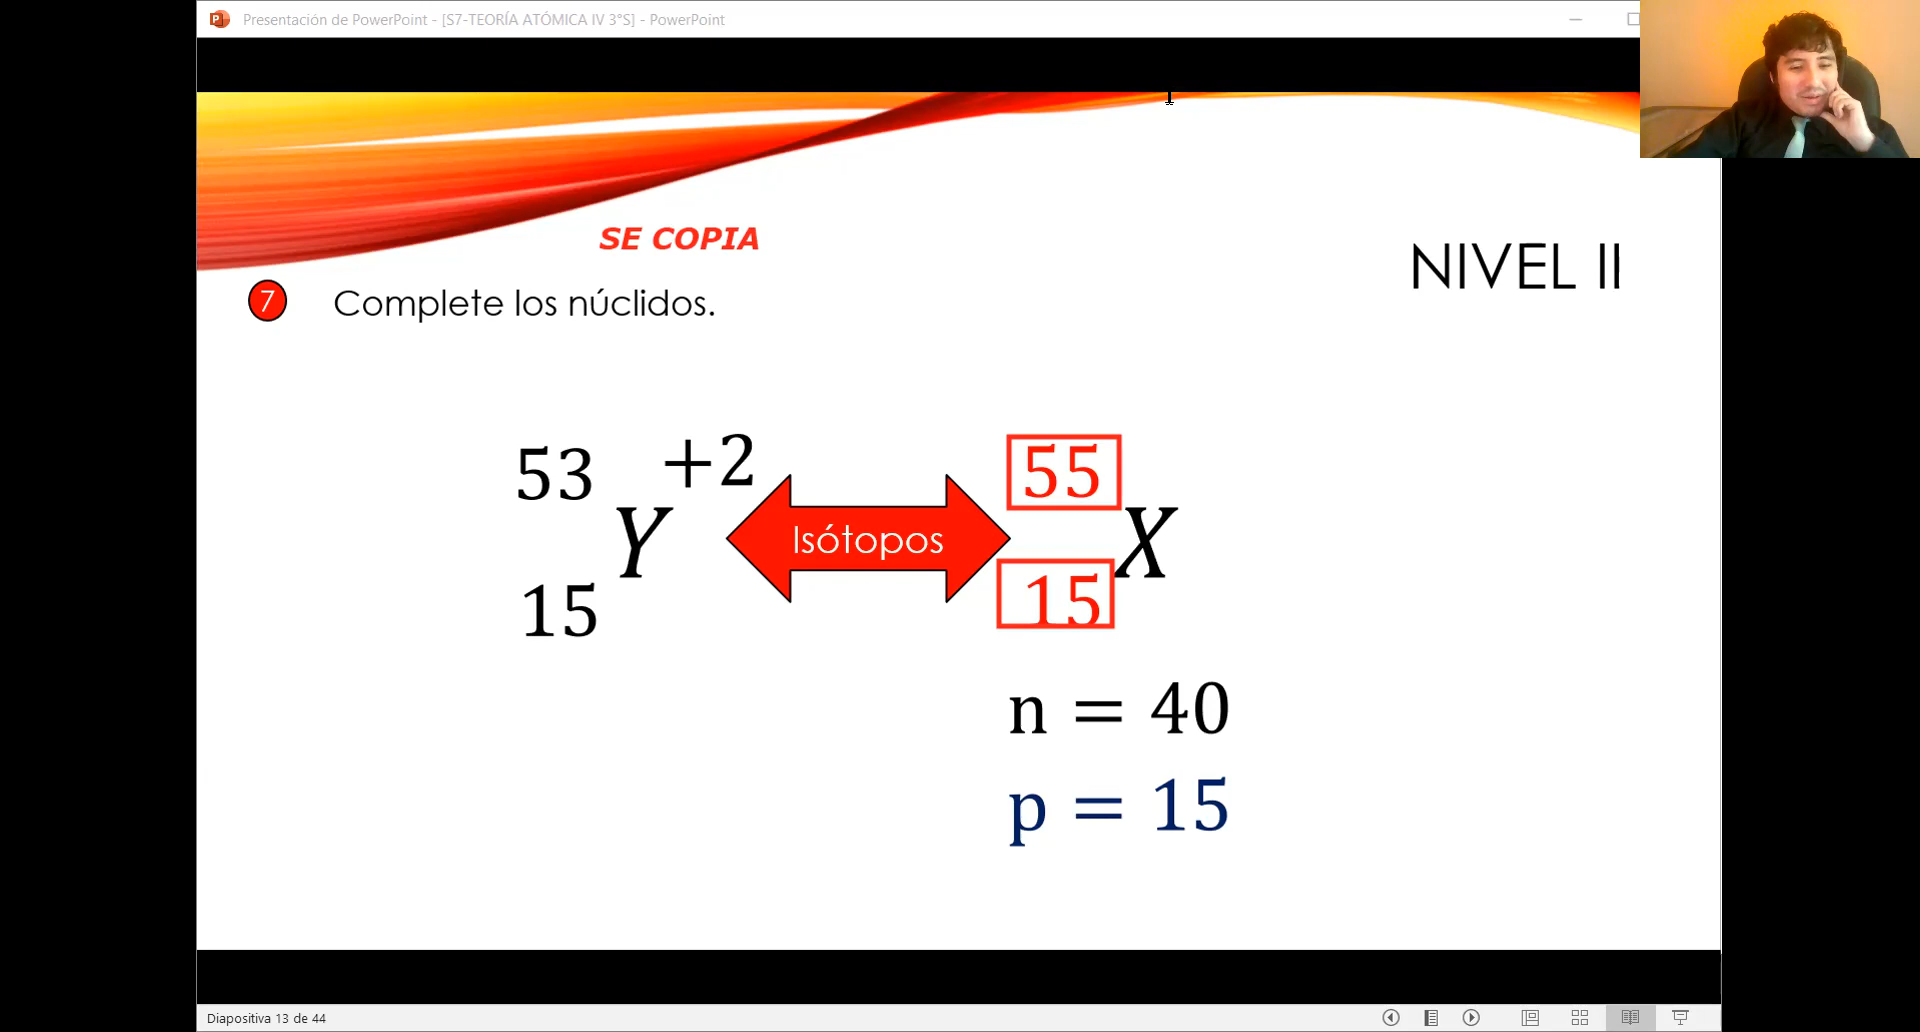 Presentación de PowerPoint - [S7-TEORÍA ATÓMICA IV 3°S] - PowerPoint
SE COPIA
NIVEL II
7 Complete los núclidos.
53 +2 55
Y Isótopos X
15 15
n = 40
p = 15
Diapositiva 13 de 44